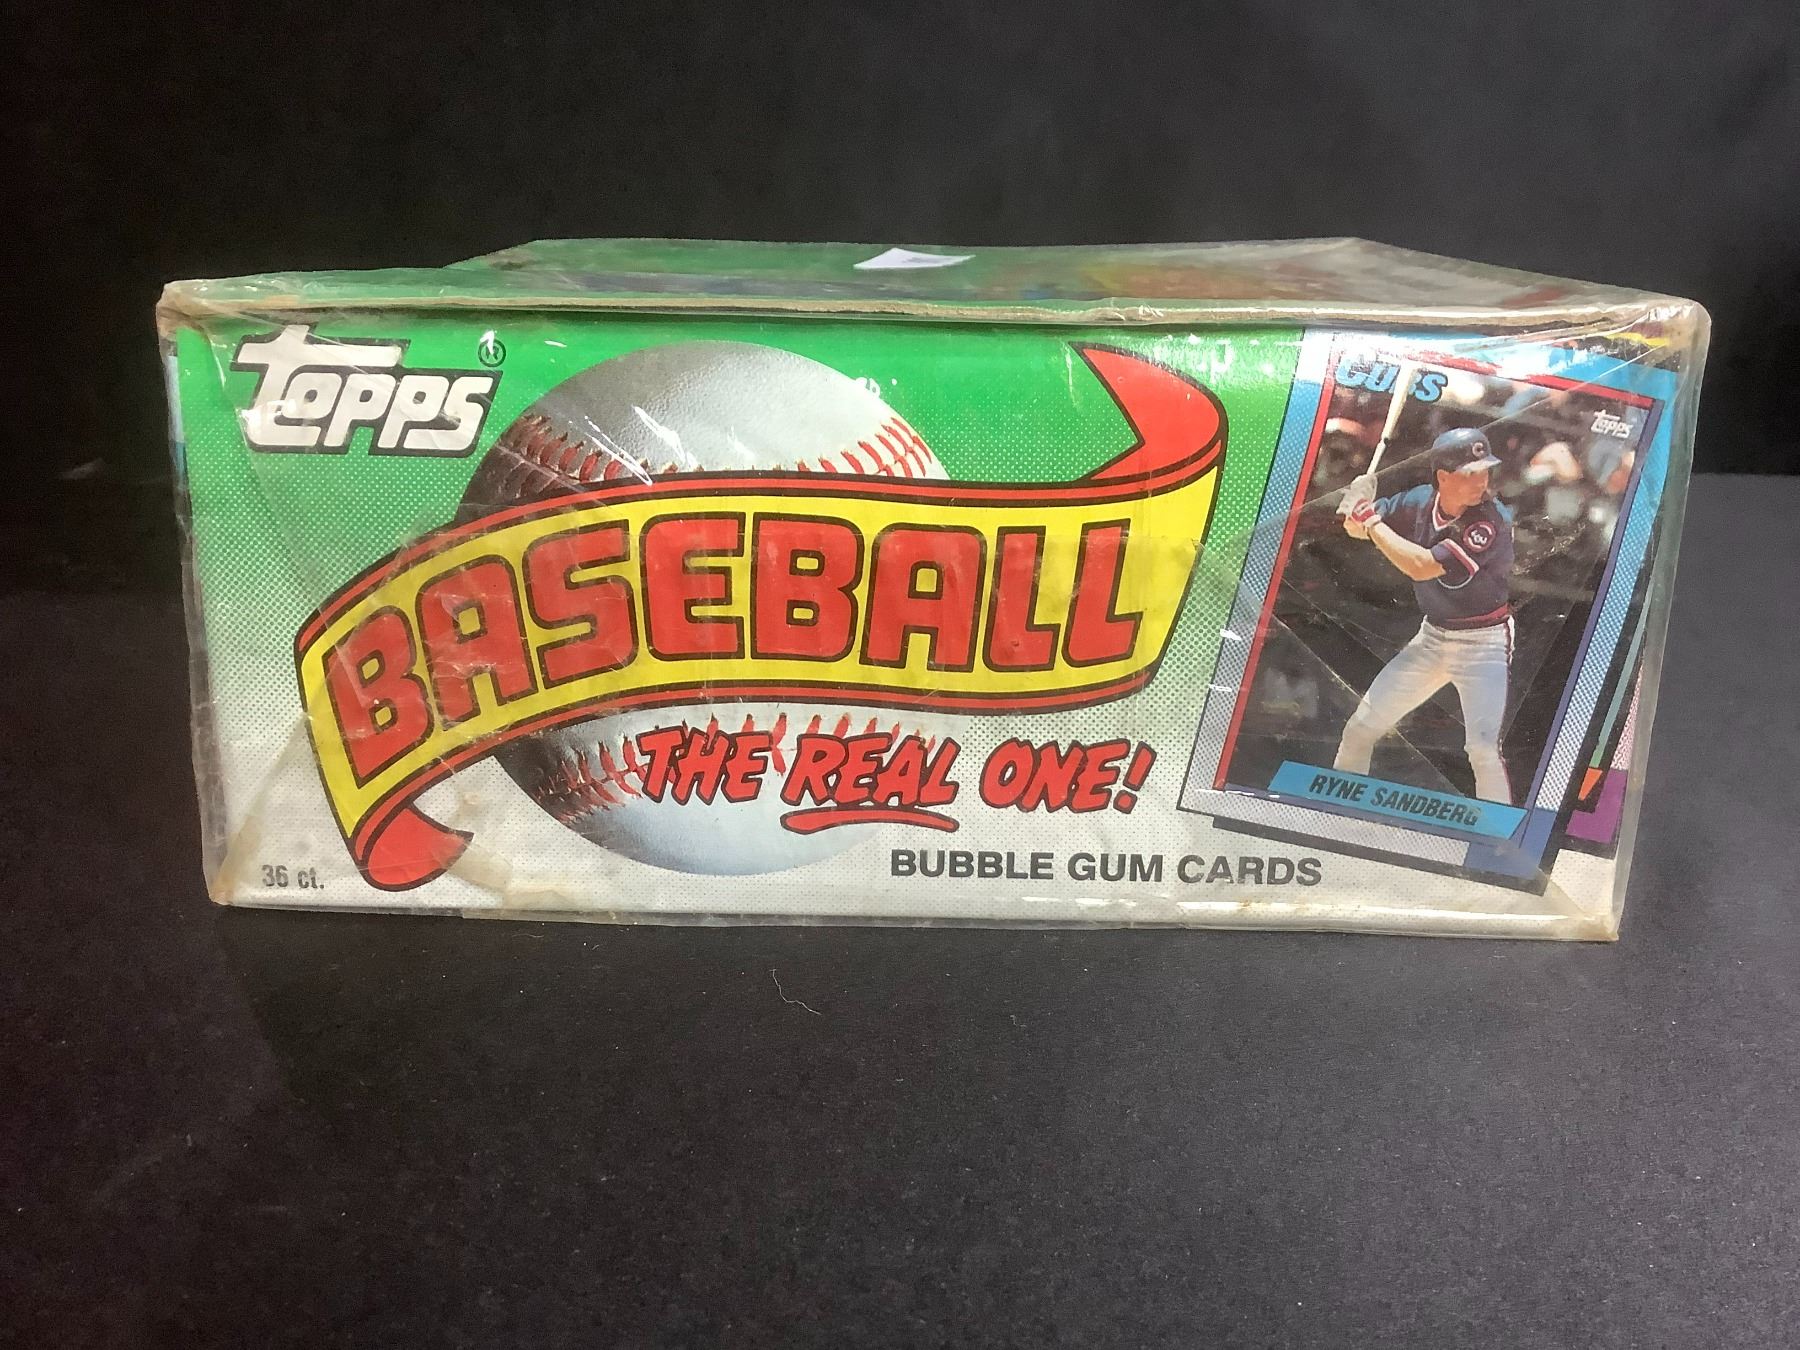 Topps®
BASEBALL
THE REAL ONE!
BUBBLE GUM CARDS
36 ct.
CUBS
Topps
RYNE SANDBERG